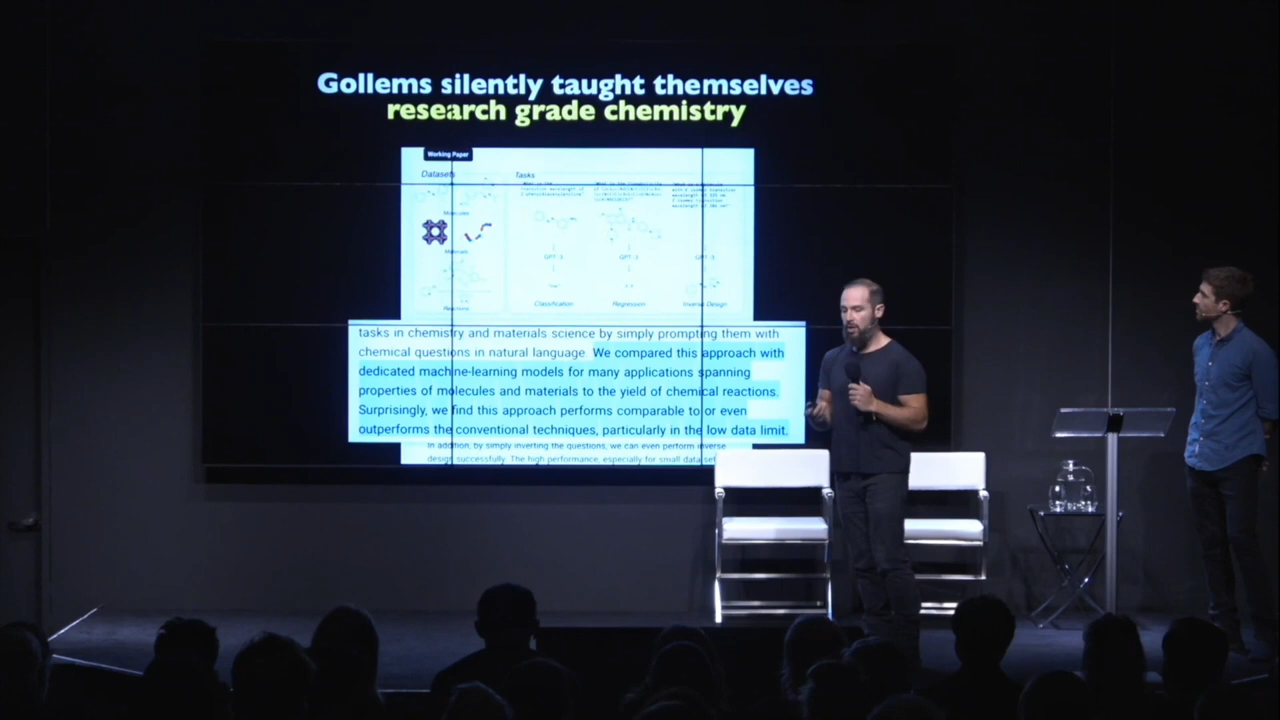 Gollems silently taught themselves
research grade chemistry
Working Paper
Datasets
Tasks
Molecules
Materials
Reactions
GPT-3
GPT-3
GPT-3
Classification
Regression
Inverse Design
tasks in chemistry and materials science by simply prompting them with
chemical questions in natural language. We compared this approach with
dedicated machine-learning models for many applications spanning
properties of molecules and materials to the yield of chemical reactions.
Surprisingly, we find this approach performs comparable to or even
outperforms the conventional techniques, particularly in the low data limit.
In addition, by simply inverting the questions, we can even perform inverse
design successfully. The high performance, especially for small data set